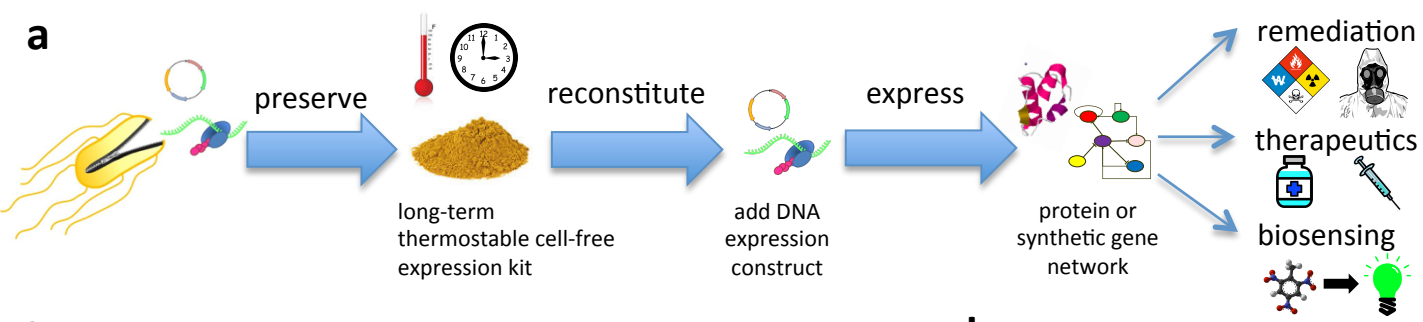 a
preserve
long-term
thermostable cell-free
expression kit
reconstitute
add DNA
expression
construct
express
protein or
synthetic gene
network
remediation
W
therapeutics
biosensing